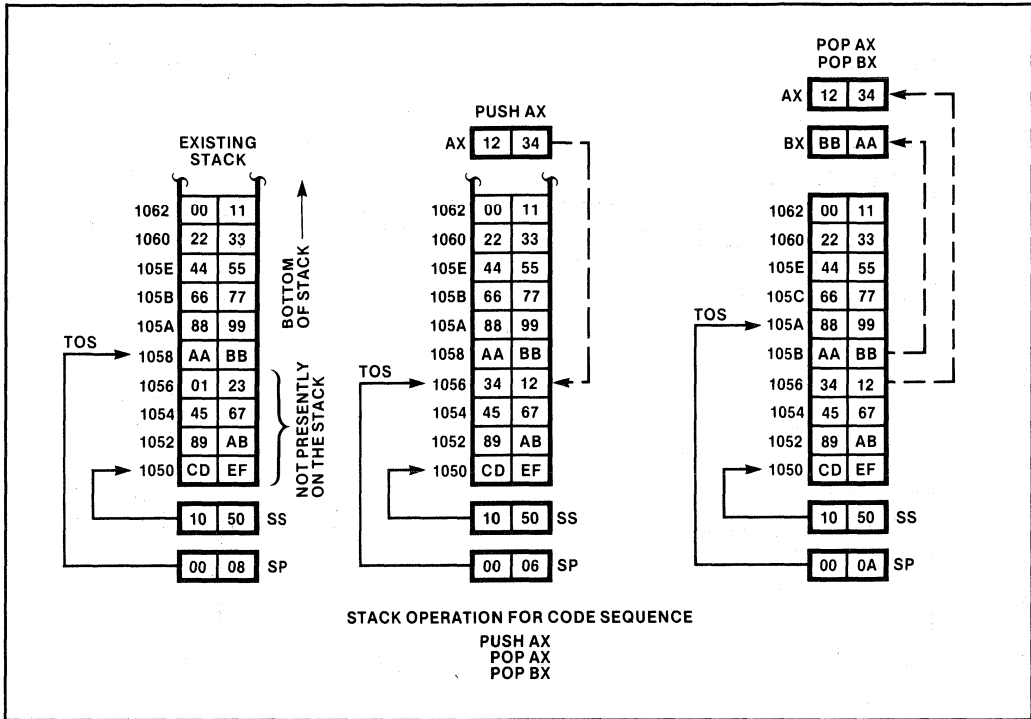 POP AX
POP BX
AX 12 34
PUSH AX
EXISTING STACK
AX 12 34
BX BB AA
1062 00 11
1060 22 33
105E 44 55
105B 66 77
105A 88 99
TOS 1058 AA BB
1056 01 23
1054 45 67
1052 89 AB
1050 CD EF
BOTTOM OF STACK
NOT PRESENTLY ON THE STACK
10 50 SS
00 08 SP
1062 00 11
1060 22 33
105E 44 55
105B 66 77
105A 88 99
1058 AA BB
TOS 1056 34 12
1054 45 67
1052 89 AB
1050 CD EF
10 50 SS
00 06 SP
1062 00 11
1060 22 33
105E 44 55
105C 66 77
TOS 105A 88 99
105B AA BB
1056 34 12
1054 45 67
1052 89 AB
1050 CD EF
10 50 SS
00 0A SP
STACK OPERATION FOR CODE SEQUENCE
PUSH AX
POP AX
POP BX